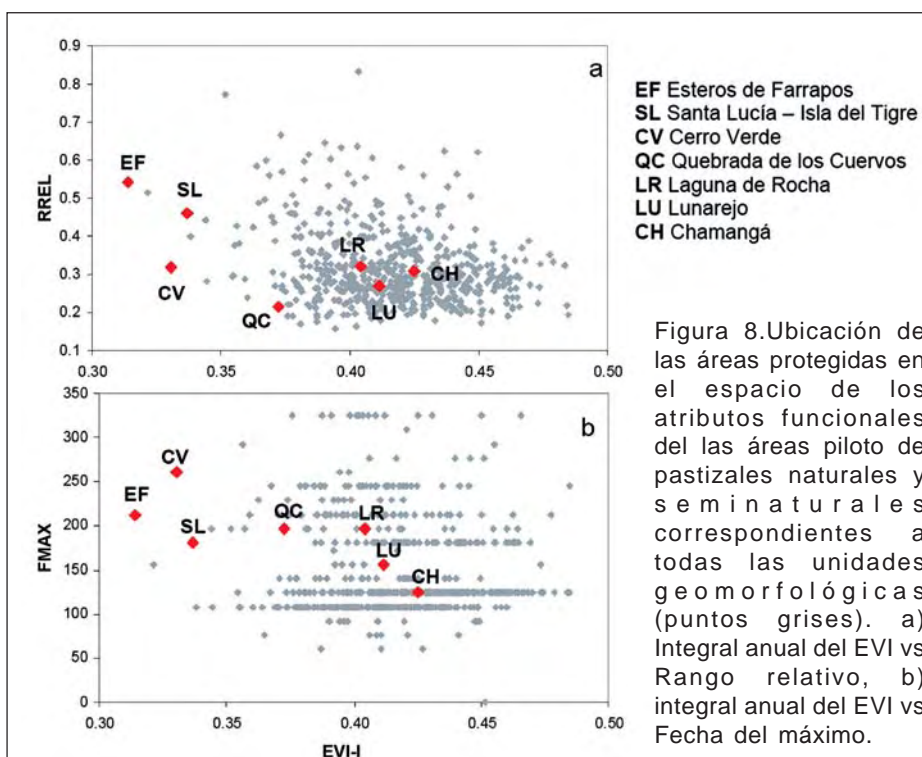 0.9
0.8
0.7
0.6
0.5
0.4
0.3
0.2
0.1
RREL
a
EF
SL
CV
QC
LR
LU
CH
0.30
0.35
0.40
0.45
0.50
350
300
250
200
150
100
50
0
FMAX
b
CV
EF
SL
QC
LR
LU
CH
0.30
0.35
0.40
0.45
0.50
EVI-I
EF Esteros de Farrapos
SL Santa Lucía – Isla del Tigre
CV Cerro Verde
QC Quebrada de los Cuervos
LR Laguna de Rocha
LU Lunarejo
CH Chamangá
Figura 8.Ubicación de
las áreas protegidas en
el espacio de los
atributos funcionales
del las áreas piloto de
pastizales naturales y
seminaturales
correspondientes a
todas las unidades
geomorfológicas
(puntos grises). a)
Integral anual del EVI vs
Rango relativo, b)
integral anual del EVI vs
Fecha del máximo.